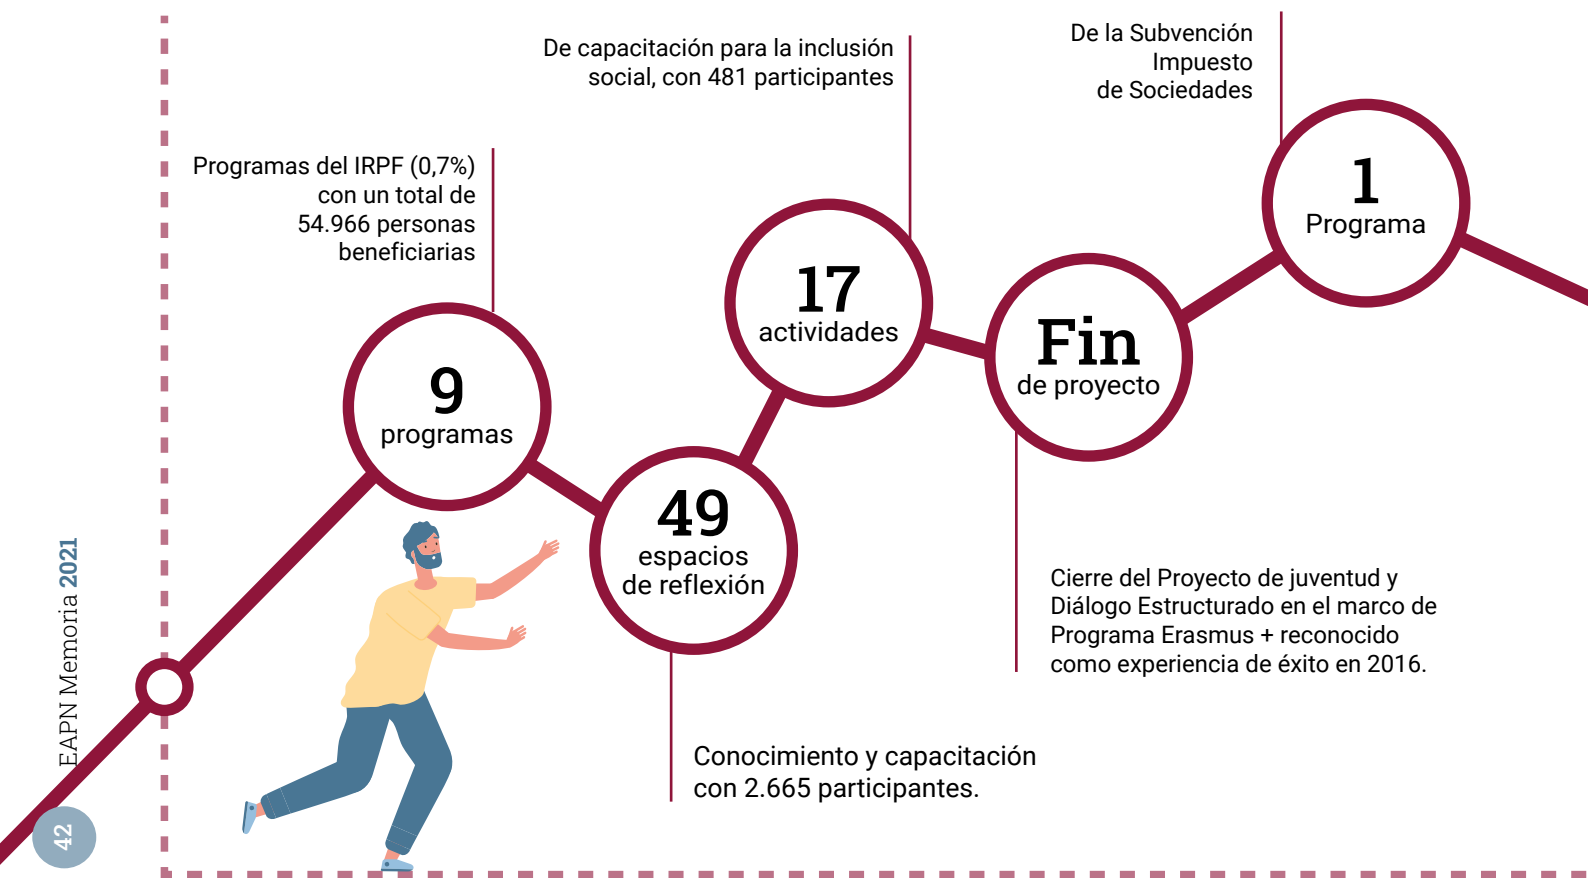 Programas del IRPF (0,7%)
con un total de
54.966 personas
beneficiarias
9
programas
49
espacios
de reflexión
Conocimiento y capacitación
con 2.665 participantes.
De capacitación para la inclusión
social, con 481 participantes
17
actividades
Fin
de proyecto
Cierre del Proyecto de juventud y
Diálogo Estructurado en el marco de
Programa Erasmus + reconocido
como experiencia de éxito en 2016.
De la Subvención
Impuesto
de Sociedades
1
Programa
EAPN Memoria 2021
42